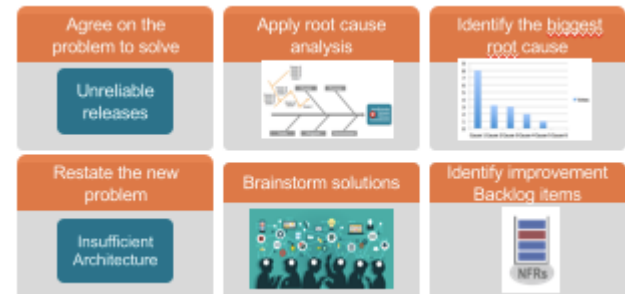 Agree on the
problem to solve
Unreliable
releases
Apply root cause
analysis
Identify the biggest
root cause
Restate the new
problem
Insufficient
Architecture
Brainstorm solutions
Identify improvement
Backlog items
NFRs